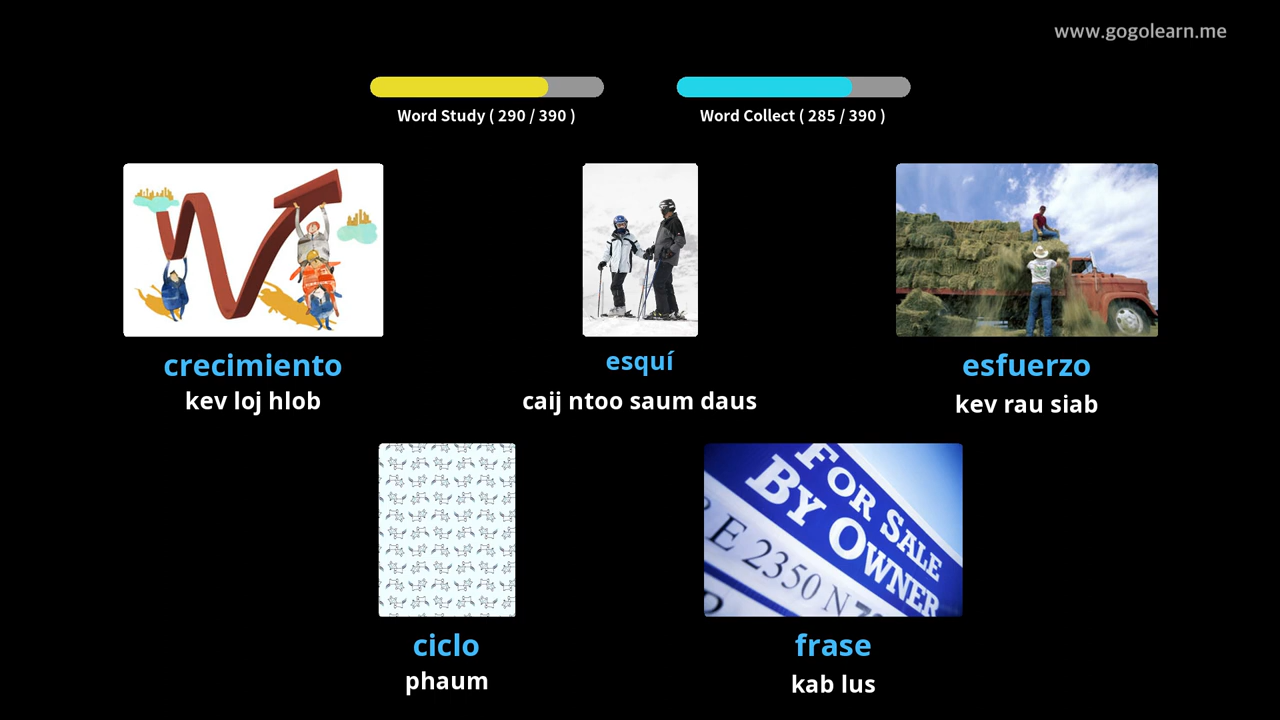 www.gogolearn.me
Word Study ( 290 / 390 )
Word Collect ( 285 / 390 )
crecimiento
kev loj hlob
esquí
caij ntoo saum daus
esfuerzo
kev rau siab
FOR SALE
BY OWNER
E 2350 N
ciclo
phaum
frase
kab lus